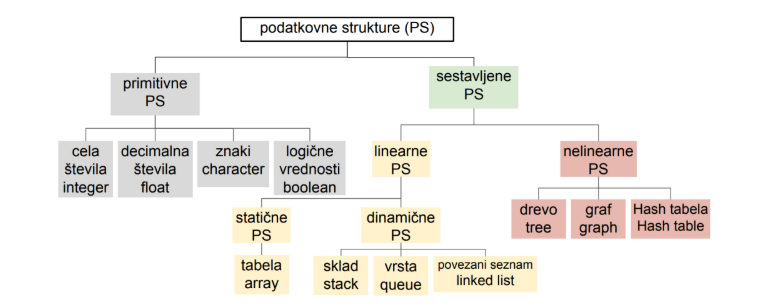 podatkovne strukture (PS)
primitivne
PS
sestavljene
PS
cela
števila
integer
decimalna
števila
float
znaki
character
logične
vrednosti
boolean
linearne
PS
nelinearne
PS
statične
PS
dinamične
PS
drevo
tree
graf
graph
Hash tabela
Hash table
tabela
array
sklad
stack
vrsta
queue
povezani seznam
linked list